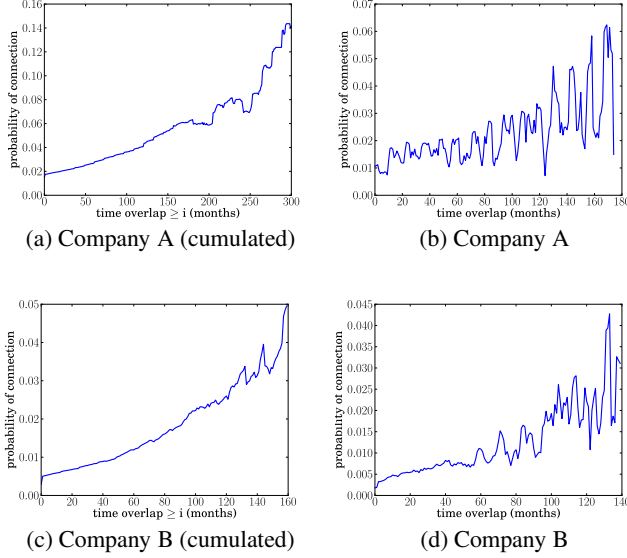 0.16
0.14
0.12
0.10
0.08
0.06
0.04
0.02
0.00
probability of connection
0 50 100 150 200 250 300
time overlap ≥ i (months)
(a) Company A (cumulated)
0.07
0.06
0.05
0.04
0.03
0.02
0.01
0.00
probability of connection
0 20 40 60 80 100 120 140 160 180
time overlap (months)
(b) Company A
0.05
0.04
0.03
0.02
0.01
0.00
probability of connection
0 20 40 60 80 100 120 140 160
time overlap ≥ i (months)
(c) Company B (cumulated)
0.045
0.040
0.035
0.030
0.025
0.020
0.015
0.010
0.005
0.000
probability of connection
0 20 40 60 80 100 120 140
time overlap (months)
(d) Company B